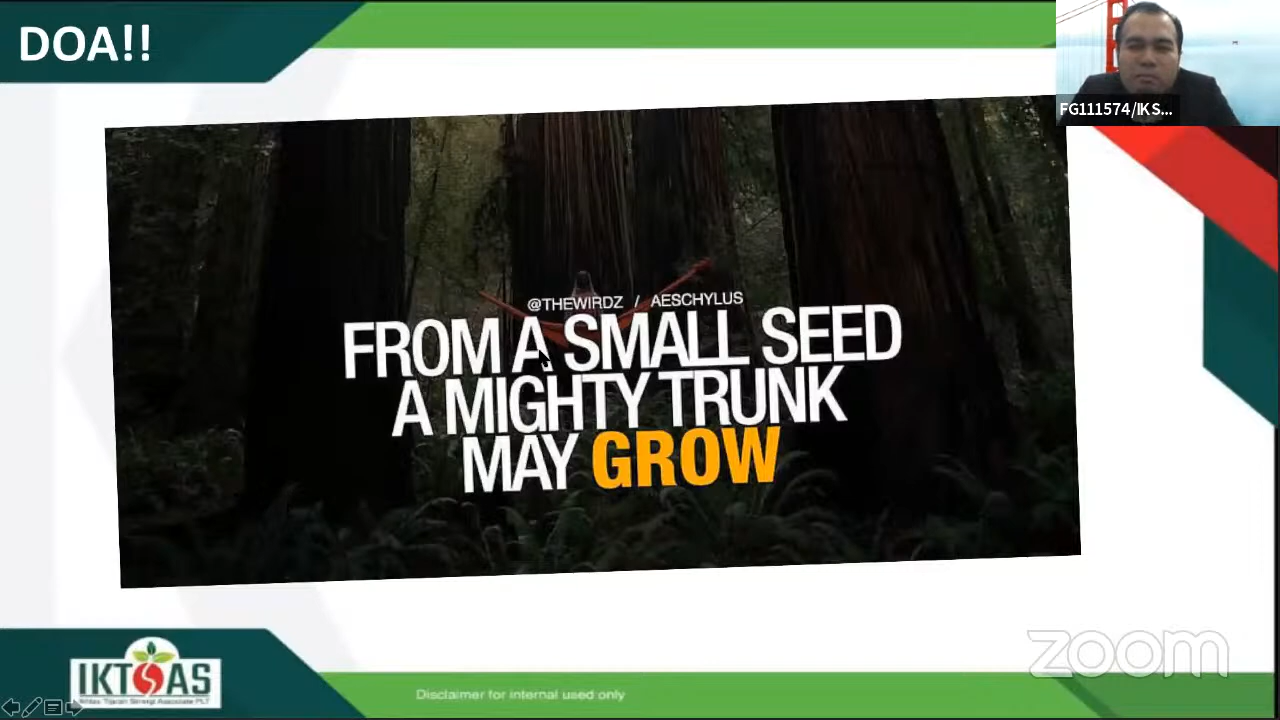 DOA!!
FG111574/IKS...
@THEWIRDZ / AESCHYLUS
FROM A SMALL SEED
A MIGHTY TRUNK
MAY GROW
IKTSAS
Disclaimer for internal used only
zoom